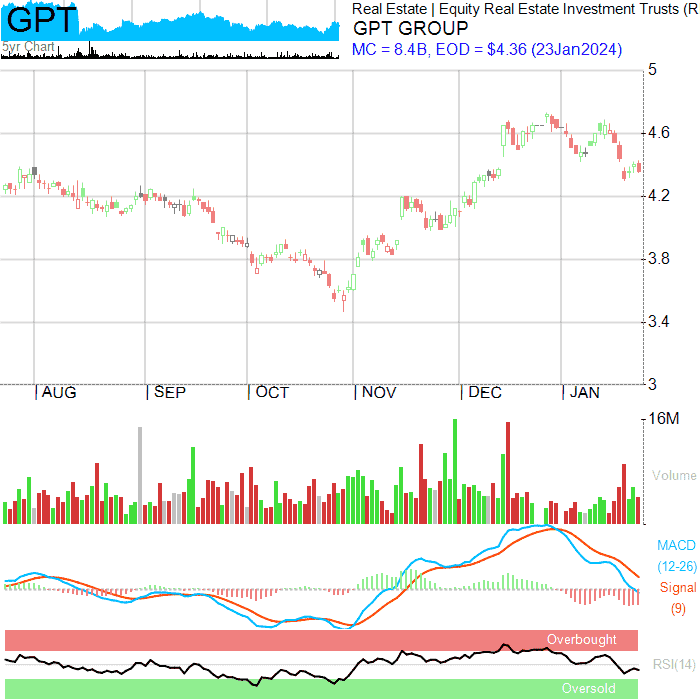 GPT
5yr Chart
Real Estate | Equity Real Estate Investment Trusts (R
GPT GROUP
MC = 8.4B, EOD = $4.36 (23Jan2024)
5
4.6
4.2
3.8
3.4
3
AUG SEP OCT NOV DEC JAN
16M
Volume
MACD
(12-26)
Signal
(9)
Overbought
RSI(14)
Oversold